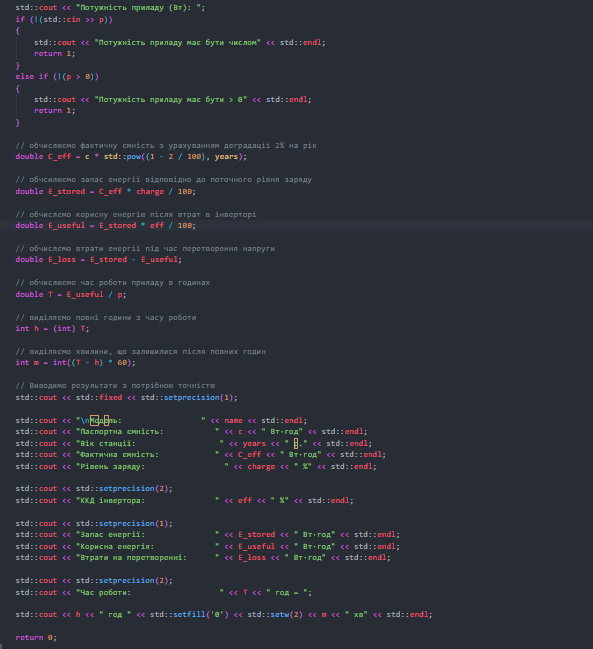 std::cout << "Потужність приладу (Вт): ";
if (!(std::cin >> p))
{
std::cout << "Потужність приладу має бути числом" << std::endl;
return 1;
}
else if (!(p > 0))
{
std::cout << "Потужність приладу має бути > 0" << std::endl;
return 1;
}
// обчислюємо фактичну ємність з урахуванням деградації 2% на рік
double C_eff = c * std::pow((1 - 2 / 100), years);
// обчислюємо запас енергії відповідно до поточного рівня заряду
double E_stored = C_eff * charge / 100;
// обчислємо корисну енергію після втрат в інверторі
double E_useful = E_stored * eff / 100;
// обчислємо втрати енергії під час перетворення напруги
double E_loss = E_stored - E_useful;
// обчислюємо час роботи приладу в годинах
double T = E_useful / p;
// виділяємо повні години з часу роботи
int h = (int) T;
// виділяємо хвилини, що залишилися після повних годин
int m = int((T - h) * 60);
// Виводимо результати з потрібною точністю
std::cout << std::fixed << std::setprecision(1);
std::cout << "\nМодель: " << name << std::endl;
std::cout << "Паспортна ємність: " << c << " Вт·год" << std::endl;
std::cout << "Вік станції: " << years << " р." << std::endl;
std::cout << "Фактична ємність: " << C_eff << " Вт·год" << std::endl;
std::cout << "Рівень заряду: " << charge << " %" << std::endl;
std::cout << std::setprecision(2);
std::cout << "ККД інвертора: " << eff << " %" << std::endl;
std::cout << std::setprecision(1);
std::cout << "Запас енергії: " << E_stored << " Вт·год" << std::endl;
std::cout << "Корисна енергія: " << E_useful << " Вт·год" << std::endl;
std::cout << "Втрати на перетворенні: " << E_loss << " Вт·год" << std::endl;
std::cout << std::setprecision(2);
std::cout << "Час роботи: " << T << " год = ";
std::cout << h << " год " << std::setfill('0') << std::setw(2) << m << " хв" << std::endl;
return 0;